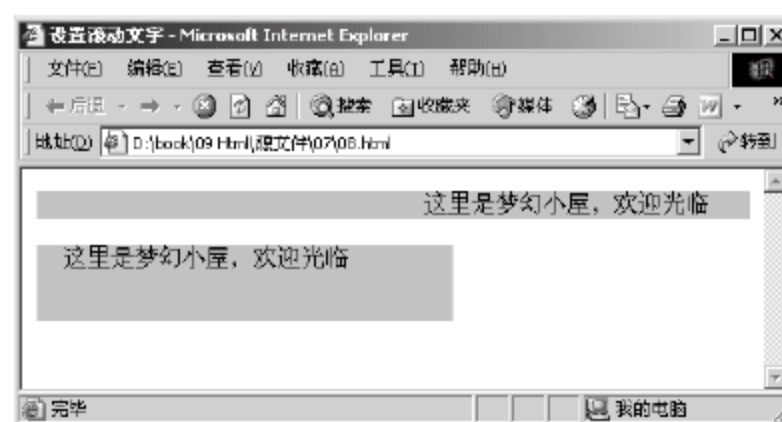 设置滚动文字 - Microsoft Internet Explorer
文件(E) 编辑(E) 查看(V) 收藏(A) 工具(T) 帮助(H)
后退 搜索 收藏夹 媒体
地址(D) D:\book\09 Html\源文件\07\08.html 转到
这里是梦幻小屋，欢迎光临
这里是梦幻小屋，欢迎光临
完毕 我的电脑